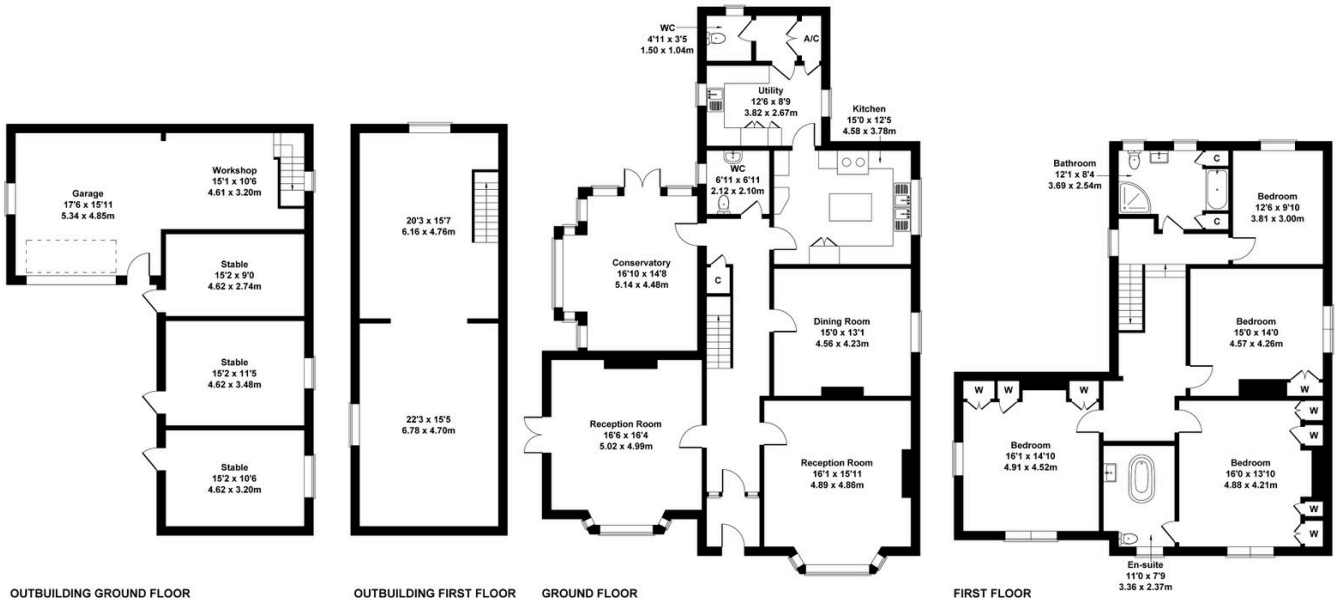 Garage
17'6 x 15'11
5.34 x 4.85m
Workshop
15'1 x 10'6
4.61 x 3.20m
Stable
15'2 x 9'0
4.62 x 2.74m
Stable
15'2 x 11'5
4.62 x 3.48m
Stable
15'2 x 10'6
4.62 x 3.20m
OUTBUILDING GROUND FLOOR
20'3 x 15'7
6.16 x 4.76m
22'3 x 15'5
6.78 x 4.70m
OUTBUILDING FIRST FLOOR
WC
4'11 x 3'5
1.50 x 1.04m
A/C
Utility
12'6 x 8'9
3.82 x 2.67m
Kitchen
15'0 x 12'5
4.58 x 3.78m
WC
6'11 x 6'11
2.12 x 2.10m
Conservatory
16'10 x 14'8
5.14 x 4.48m
C
Dining Room
15'0 x 13'1
4.56 x 4.23m
Reception Room
16'6 x 16'4
5.02 x 4.99m
Reception Room
16'1 x 15'11
4.89 x 4.86m
GROUND FLOOR
Bathroom
12'1 x 8'4
3.69 x 2.54m
C
C
Bedroom
12'6 x 9'10
3.81 x 3.00m
Bedroom
15'0 x 14'0
4.57 x 4.26m
W
W
W
W
Bedroom
16'1 x 14'10
4.91 x 4.52m
W
W
Bedroom
16'0 x 13'10
4.88 x 4.21m
W
W
En-suite
11'0 x 7'9
3.36 x 2.37m
FIRST FLOOR